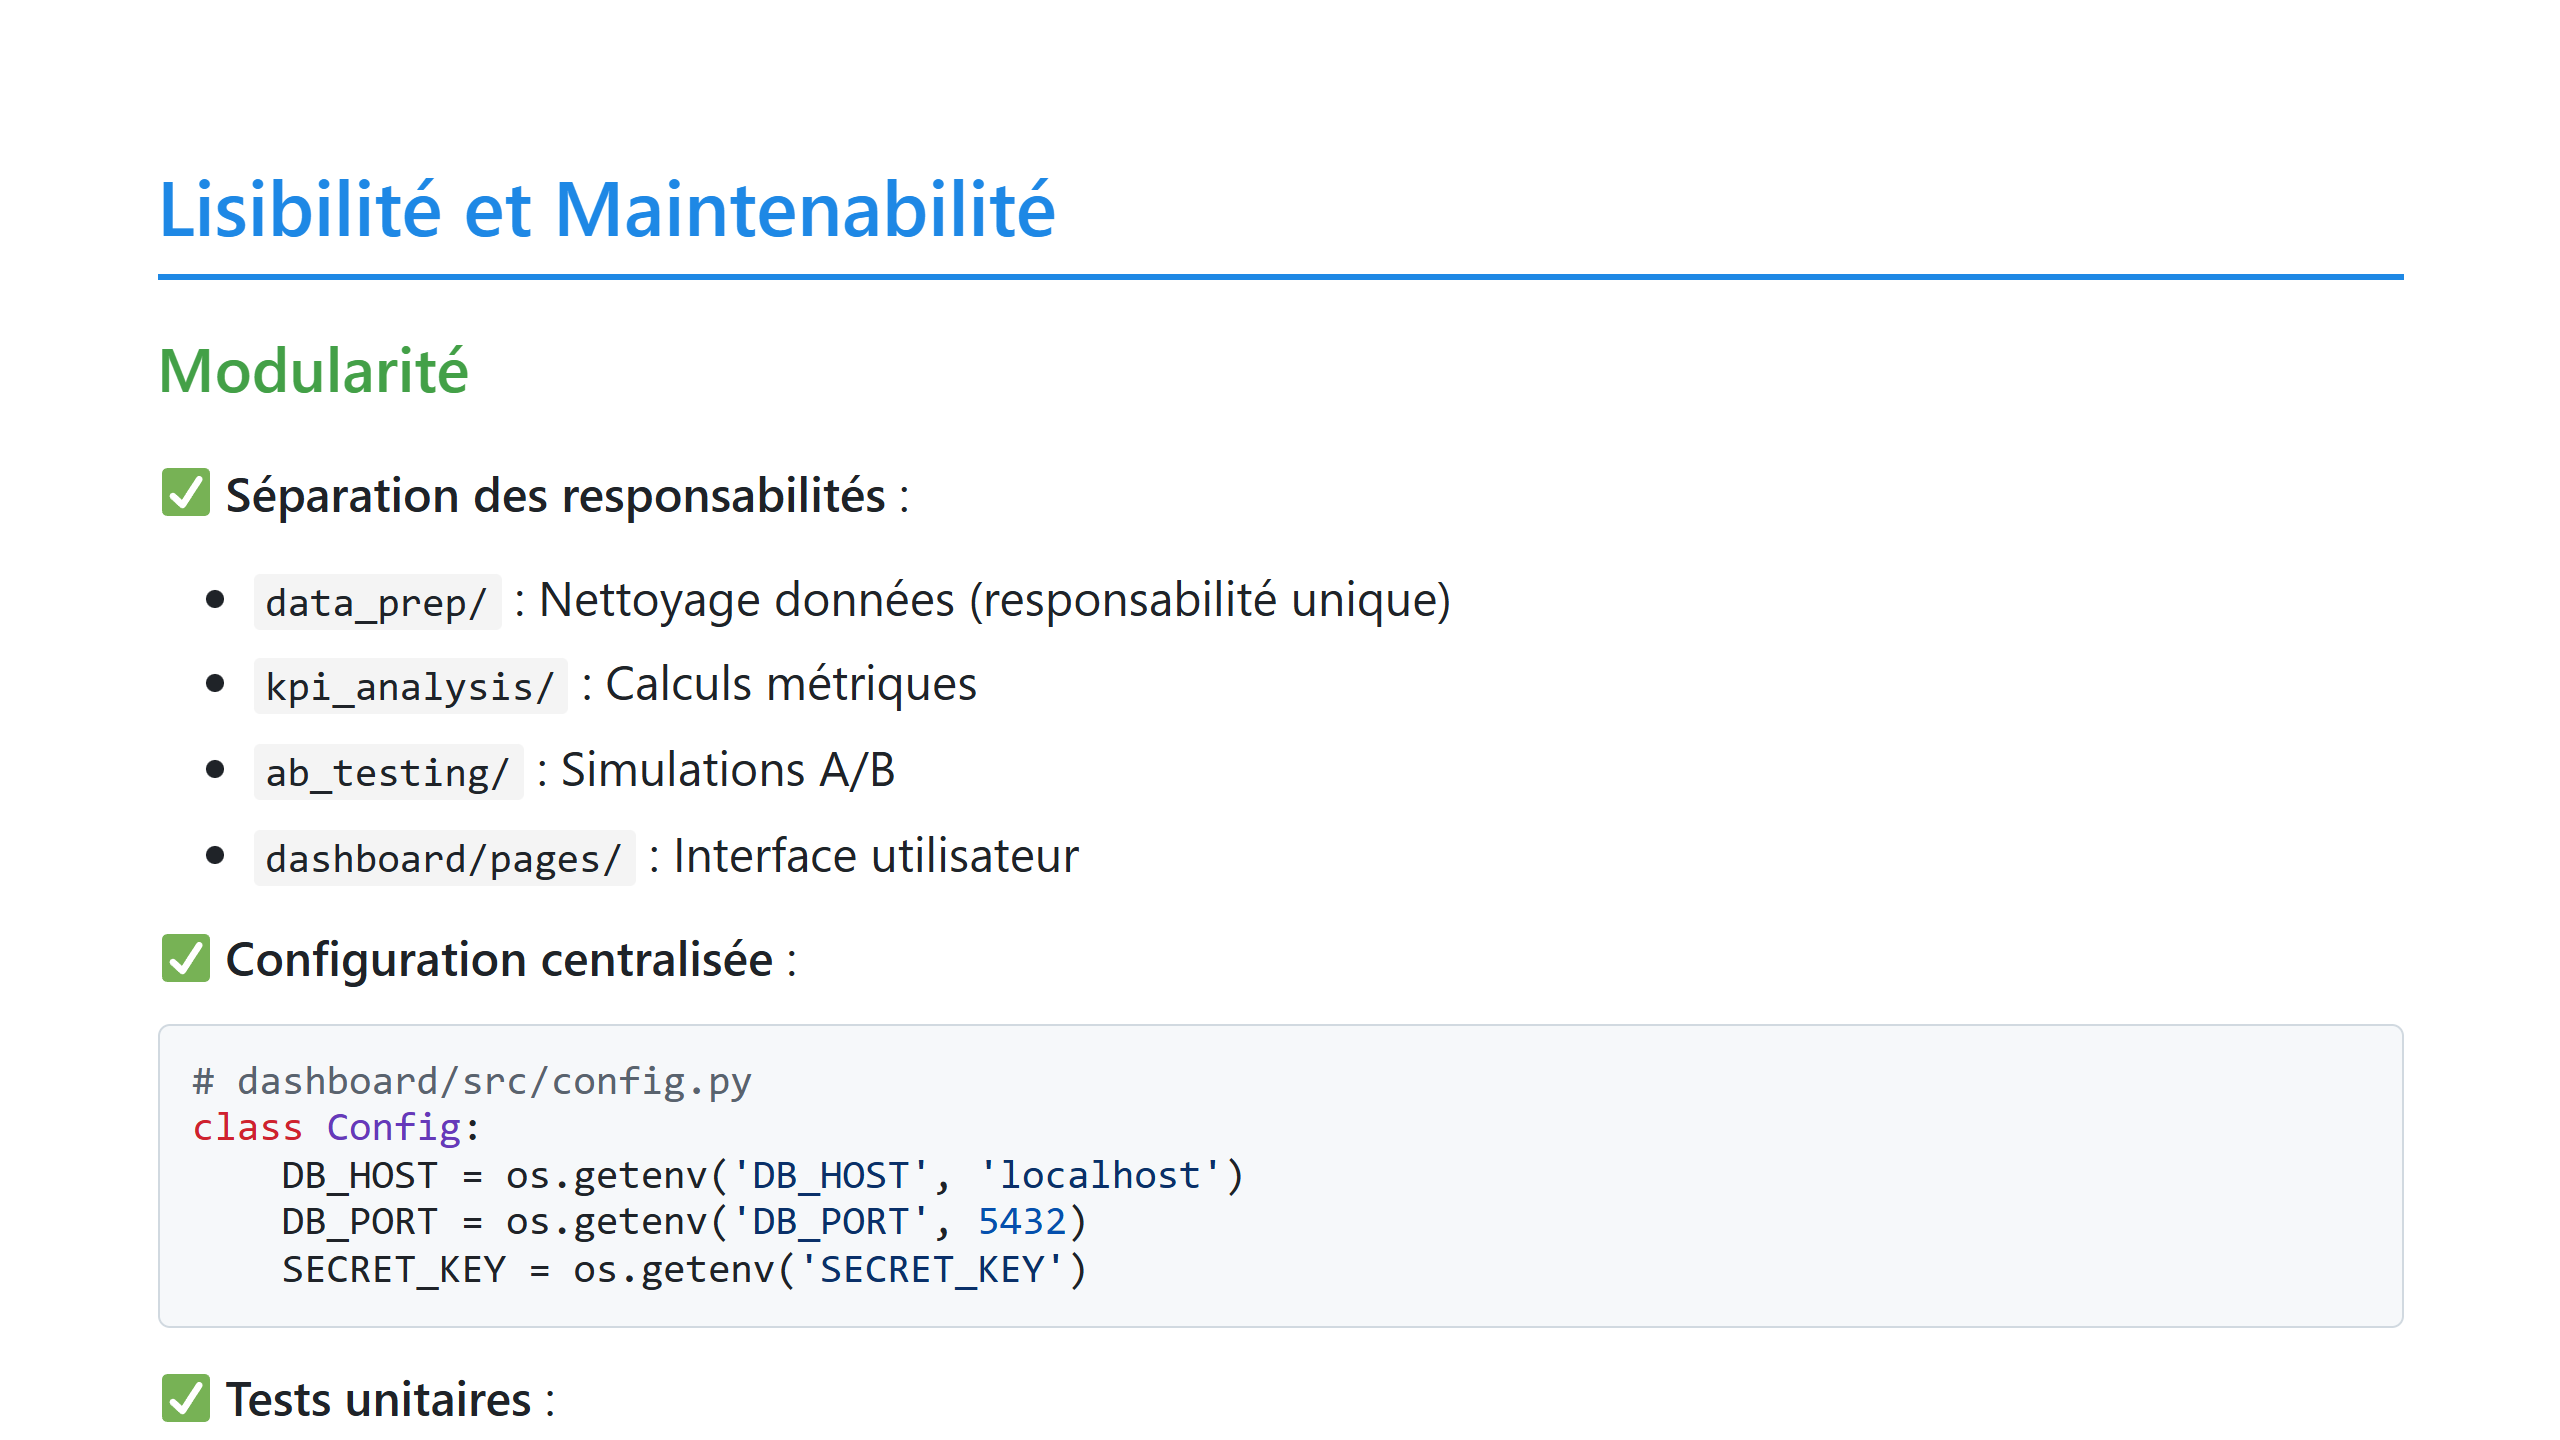 Lisibilité et Maintenabilité
Modularité
✅ Séparation des responsabilités :
• data_prep/ : Nettoyage données (responsabilité unique)
• kpi_analysis/ : Calculs métriques
• ab_testing/ : Simulations A/B
• dashboard/pages/ : Interface utilisateur
✅ Configuration centralisée :
# dashboard/src/config.py
class Config:
    DB_HOST = os.getenv('DB_HOST', 'localhost')
    DB_PORT = os.getenv('DB_PORT', 5432)
    SECRET_KEY = os.getenv('SECRET_KEY')
✅ Tests unitaires :